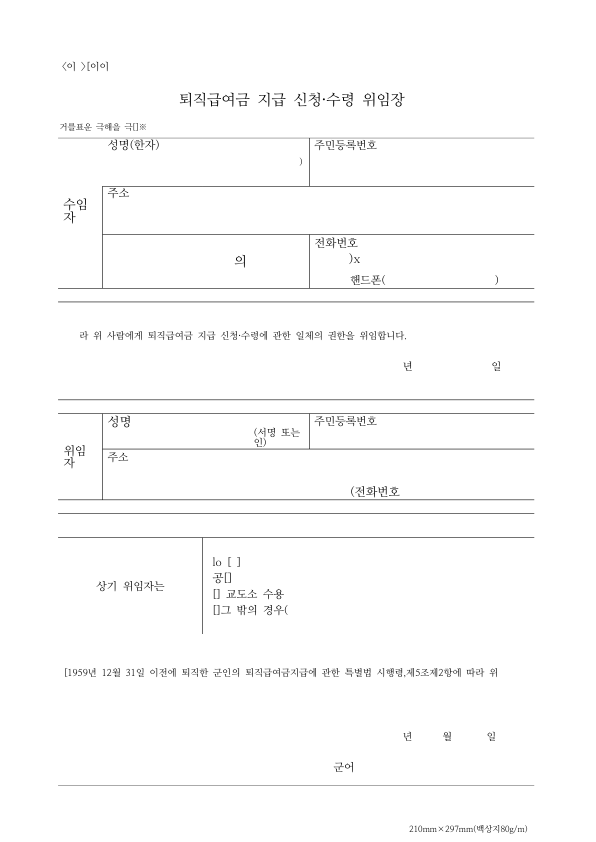 〈이 〉[이이
퇴직급여금 지급 신청·수령 위임장
거틀표운 극해을 극[]※
성명(한자)
주민등록번호
)
수임
자
주소
의
전화번호
)x
핸드폰( )
라 위 사람에게 퇴직급여금 지급 신청·수령에 관한 일체의 권한을 위임합니다.
년 일
위임
자
성명
(서명 또는
인)
주민등록번호
주소
(전화번호
상기 위임자는
lo [ ]
공[]
[] 교도소 수용
[]그 밖의 경우(
[1959년 12월 31일 이전에 퇴직한 군인의 퇴직급여금지급에 관한 특별법 시행령,제5조제2항에 따라 위
년 월 일
군어
210mm×297mm(백상지80g/m)